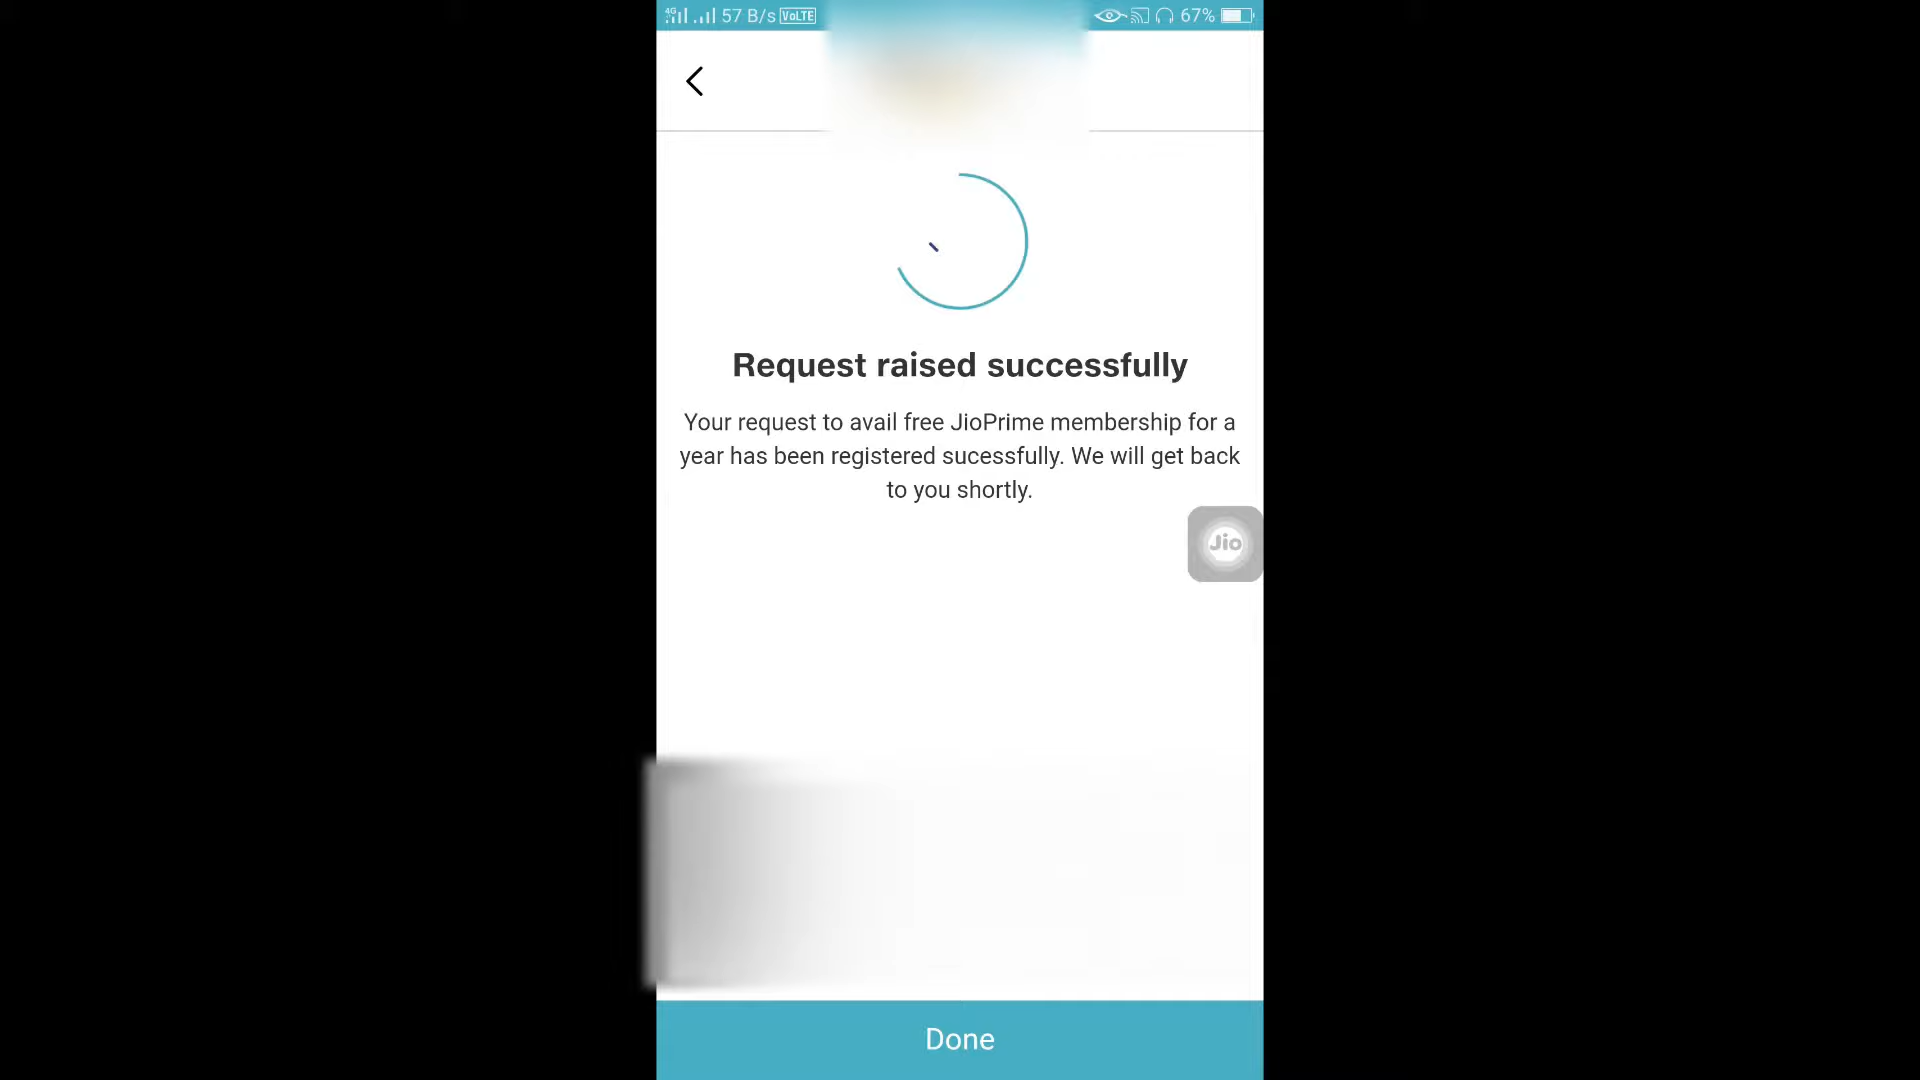 4G 57 B/s VoLTE 67%
Request raised successfully
Your request to avail free JioPrime membership for a
year has been registered sucessfully. We will get back
to you shortly.
Jio
Done